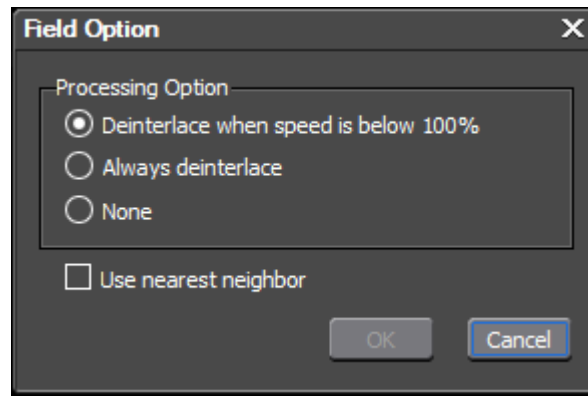 Field Option
Processing Option
Deinterlace when speed is below 100%
Always deinterlace
None
Use nearest neighbor
OK
Cancel